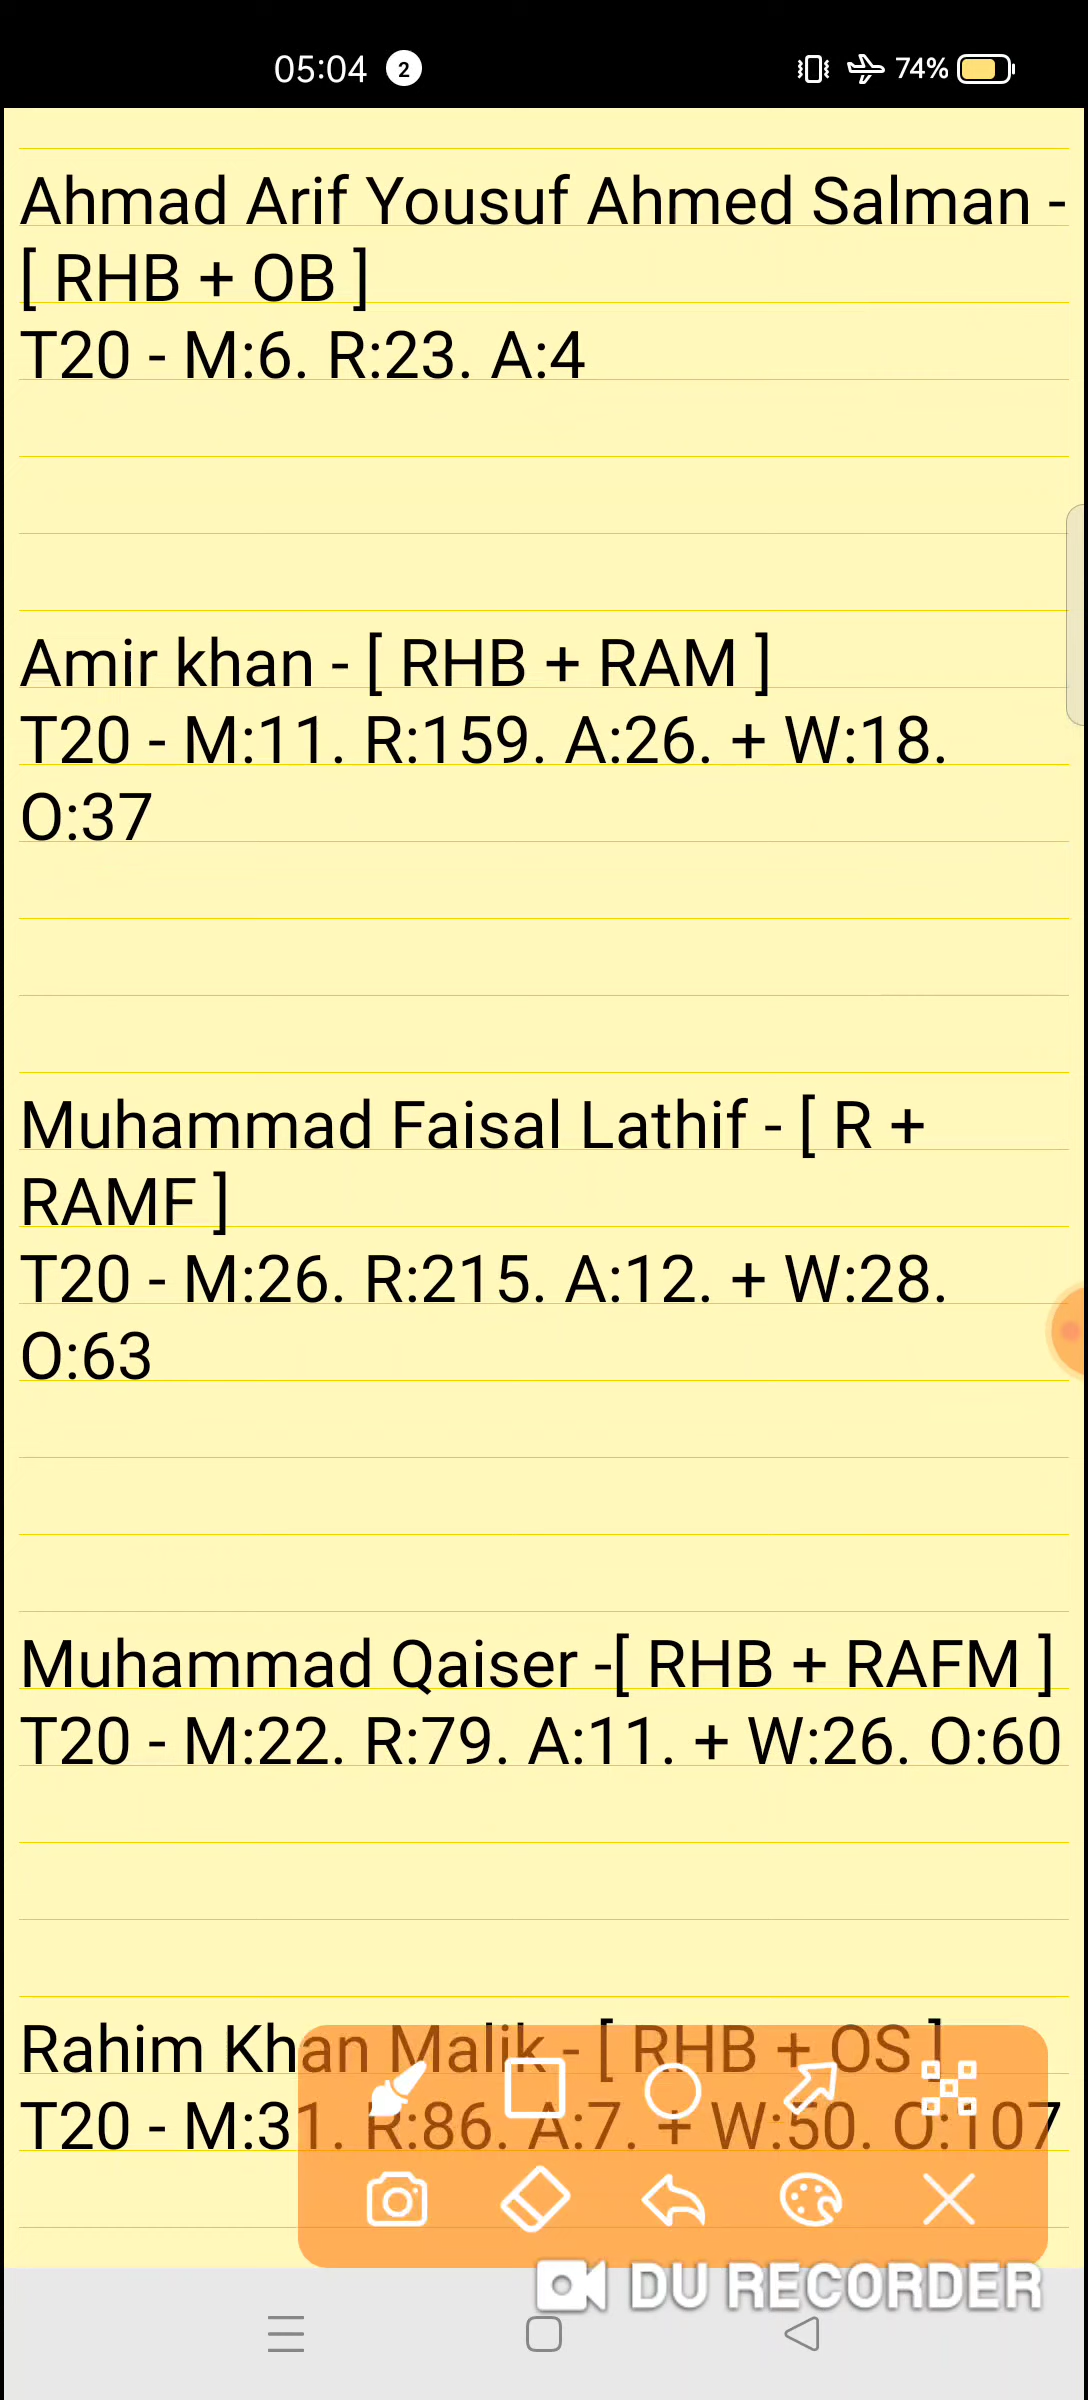 05:04 2 74%
Ahmad Arif Yousuf Ahmed Salman -
[ RHB + OB ]
T20 - M:6. R:23. A:4
Amir khan - [ RHB + RAM ]
T20 - M:11. R:159. A:26. + W:18.
O:37
Muhammad Faisal Lathif - [ R +
RAMF ]
T20 - M:26. R:215. A:12. + W:28.
O:63
Muhammad Qaiser -[ RHB + RAFM ]
T20 - M:22. R:79. A:11. + W:26. O:60
Rahim Khan Malik - [ RHB + OS ]
T20 - M:31. R:86. A:7. + W:50. O:107
DU RECORDER